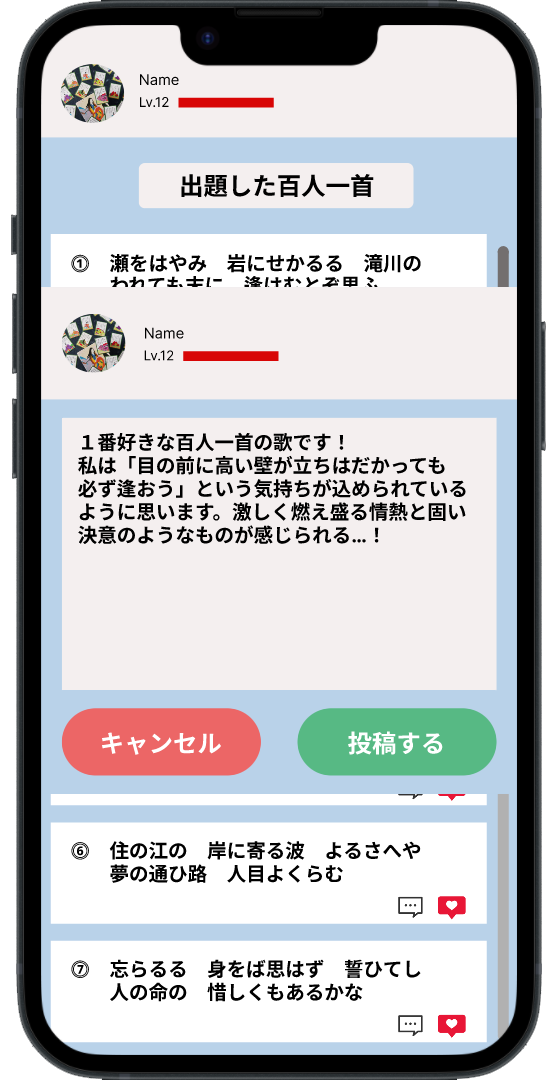 Name
Lv.12
出題した百人一首
① 瀬をはやみ　岩にせかるる　滝川の
われても末に　逢はむとぞ思ふ
Name
Lv.12
１番好きな百人一首の歌です！
私は「目の前に高い壁が立ちはだかっても
必ず逢おう」という気持ちが込められている
ように思います。激しく燃え盛る情熱と固い
決意のようなものが感じられる...！
キャンセル
投稿する
⑥ 住の江の　岸に寄る波　よるさへや
夢の通ひ路　人目よくらむ
⑦ 忘らるる　身をば思はず　誓ひてし
人の命の　惜しくもあるかな